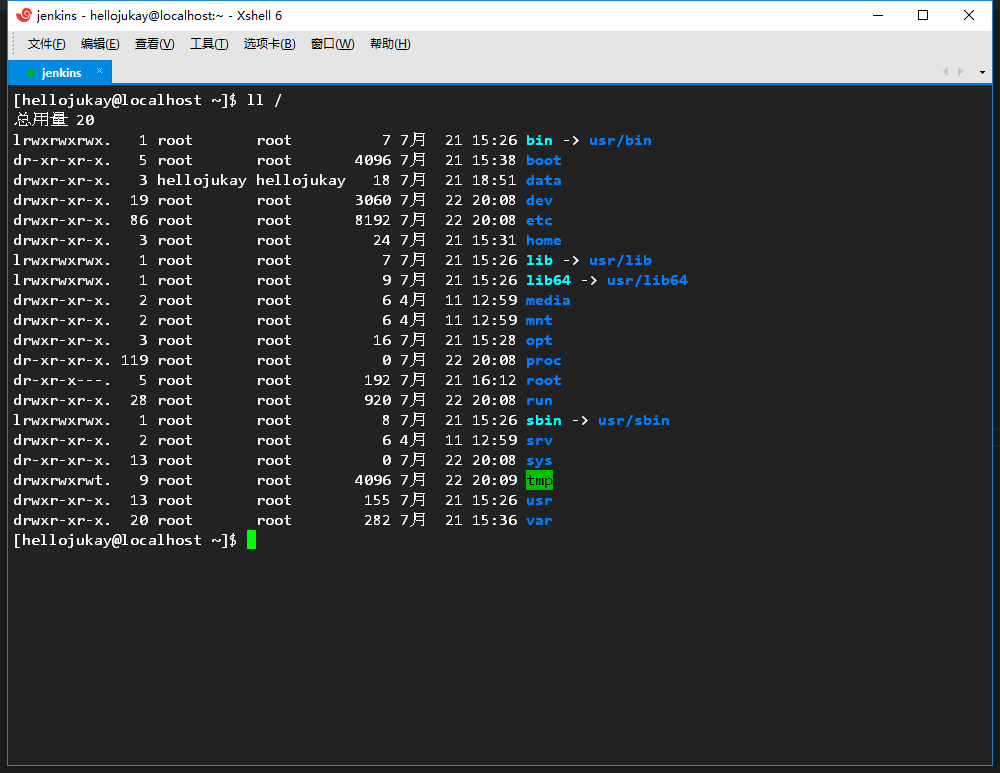 jenkins - hellojukay@localhost:~ - Xshell 6
文件(F) 编辑(E) 查看(V) 工具(T) 选项卡(B) 窗口(W) 帮助(H)
jenkins ×
[hellojukay@localhost ~]$ ll /
总用量 20
lrwxrwxrwx.   1 root      root         7 7月  21 15:26 bin -> usr/bin
dr-xr-xr-x.   5 root      root      4096 7月  21 15:38 boot
drwxr-xr-x.   3 hellojukay hellojukay   18 7月  21 18:51 data
drwxr-xr-x.  19 root      root      3060 7月  22 20:08 dev
drwxr-xr-x.  86 root      root      8192 7月  22 20:08 etc
drwxr-xr-x.   3 root      root        24 7月  21 15:31 home
lrwxrwxrwx.   1 root      root         7 7月  21 15:26 lib -> usr/lib
lrwxrwxrwx.   1 root      root         9 7月  21 15:26 lib64 -> usr/lib64
drwxr-xr-x.   2 root      root         6 4月  11 12:59 media
drwxr-xr-x.   2 root      root         6 4月  11 12:59 mnt
drwxr-xr-x.   3 root      root        16 7月  21 15:28 opt
dr-xr-xr-x. 119 root      root         0 7月  22 20:08 proc
dr-xr-x---.   5 root      root       192 7月  21 16:12 root
drwxr-xr-x.  28 root      root       920 7月  22 20:08 run
lrwxrwxrwx.   1 root      root         8 7月  21 15:26 sbin -> usr/sbin
drwxr-xr-x.   2 root      root         6 4月  11 12:59 srv
dr-xr-xr-x.  13 root      root         0 7月  22 20:08 sys
drwxrwxrwt.   9 root      root      4096 7月  22 20:09 tmp
drwxr-xr-x.  13 root      root       155 7月  21 15:26 usr
drwxr-xr-x.  20 root      root       282 7月  21 15:36 var
[hellojukay@localhost ~]$